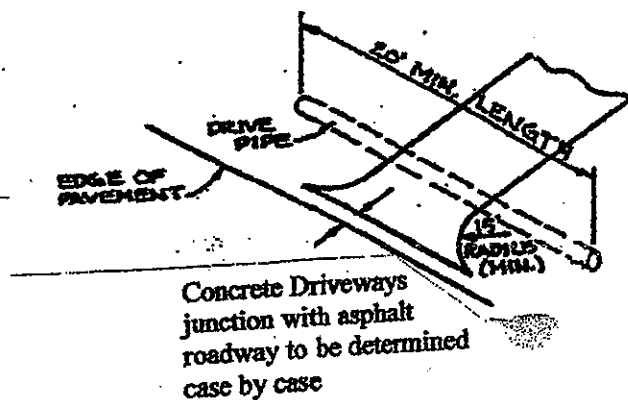 20' MIN. LENGTH
DRIVE
PIPE
EDGE OF
PAVEMENT
15'
RADIUS
(MIN.)
Concrete Driveways
junction with asphalt
roadway to be determined
case by case